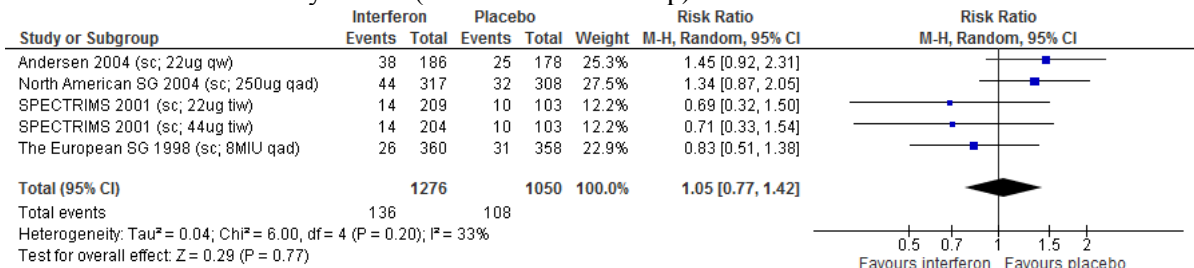 Interferon Placebo Risk Ratio Risk Ratio
Study or Subgroup Events Total Events Total Weight M-H, Random, 95% CI M-H, Random, 95% CI
Andersen 2004 (sc; 22ug qw) 38 186 25 178 25.3% 1.45 [0.92, 2.31]
North American SG 2004 (sc; 250ug qad) 44 317 32 308 27.5% 1.34 [0.87, 2.05]
SPECTRIMS 2001 (sc; 22ug tiw) 14 209 10 103 12.2% 0.69 [0.32, 1.50]
SPECTRIMS 2001 (sc; 44ug tiw) 14 204 10 103 12.2% 0.71 [0.33, 1.54]
The European SG 1998 (sc; 8MIU qad) 26 360 31 358 22.9% 0.83 [0.51, 1.38]
Total (95% CI) 1276 1050 100.0% 1.05 [0.77, 1.42]
Total events 136 108
Heterogeneity: Tau² = 0.04; Chi² = 6.00, df = 4 (P = 0.20); I² = 33%
Test for overall effect: Z = 0.29 (P = 0.77)
0.5 0.7 1 1.5 2
Favours interferon Favours placebo